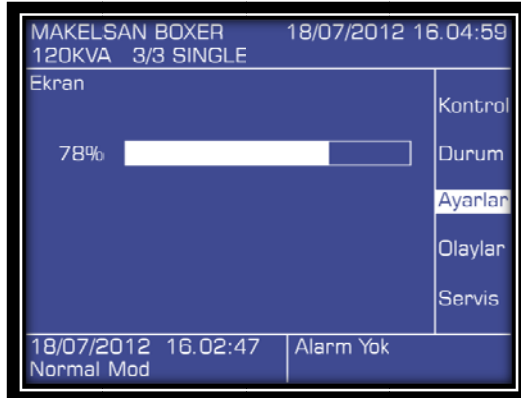 MAKELSAN BOXER 18/07/2012 16.04:59
120KVA 3/3 SINGLE
Ekran
Kontrol
78%
Durum
Ayarlar
Olaylar
Servis
18/07/2012 16.02:47 Alarm Yok
Normal Mod